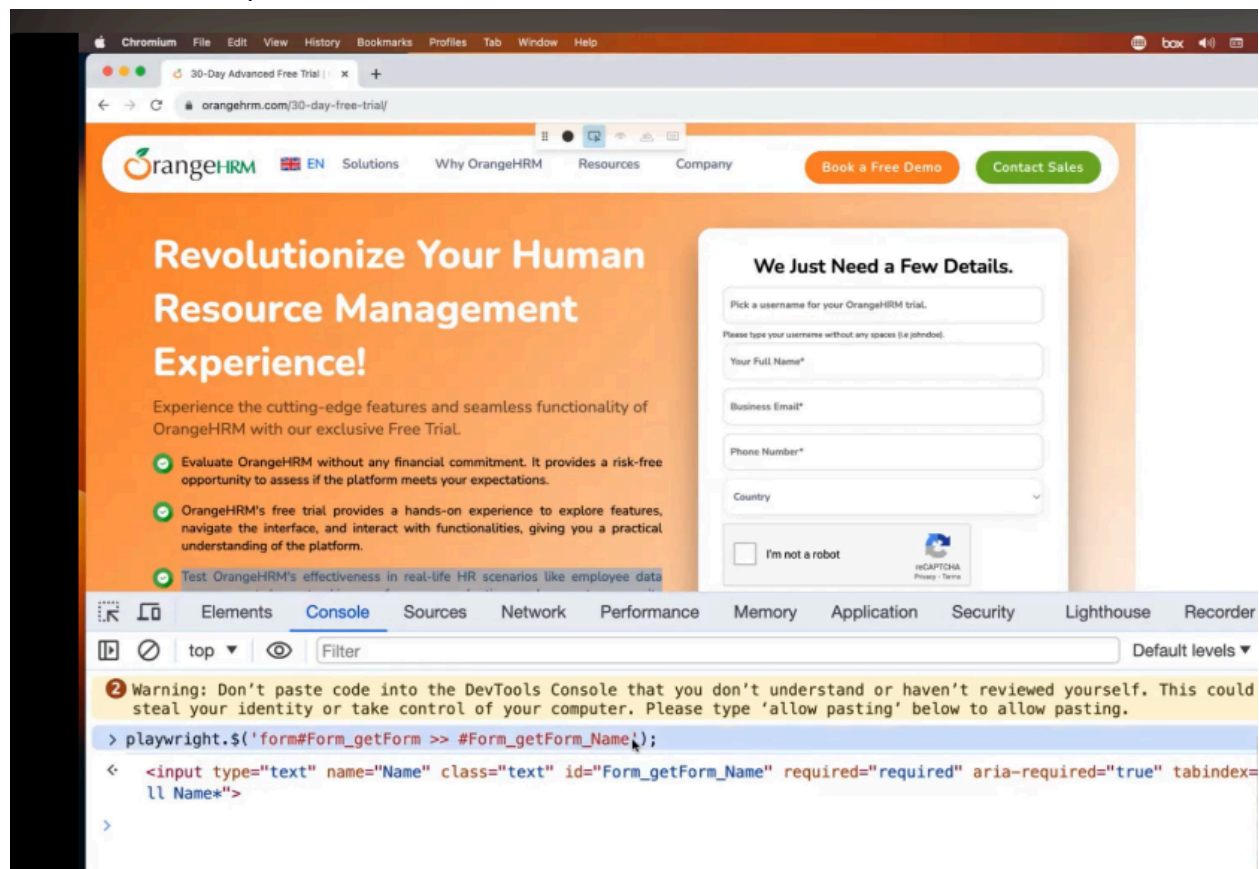 Chromium File Edit View History Bookmarks Profiles Tab Window Help
box
30-Day Advanced Free Trial |
orangehrm.com/30-day-free-trial/
OrangeHRM EN Solutions Why OrangeHRM Resources Company Book a Free Demo Contact Sales
Revolutionize Your Human
Resource Management
Experience!
Experience the cutting-edge features and seamless functionality of
OrangeHRM with our exclusive Free Trial.
Evaluate OrangeHRM without any financial commitment. It provides a risk-free
opportunity to assess if the platform meets your expectations.
OrangeHRM's free trial provides a hands-on experience to explore features,
navigate the interface, and interact with functionalities, giving you a practical
understanding of the platform.
Test OrangeHRM's effectiveness in real-life HR scenarios like employee data
We Just Need a Few Details.
Pick a username for your OrangeHRM trial.
Please type your username without any spaces (i.e johndoe).
Your Full Name*
Business Email*
Phone Number*
Country
I'm not a robot
reCAPTCHA
Privacy - Terms
Elements Console Sources Network Performance Memory Application Security Lighthouse Recorder
top ▼ Filter Default levels ▼
2 Warning: Don't paste code into the DevTools Console that you don't understand or haven't reviewed yourself. This could
steal your identity or take control of your computer. Please type 'allow pasting' below to allow pasting.
> playwright.$('form#Form_getForm >> #Form_getForm_Name');
<input type="text" name="Name" class="text" id="Form_getForm_Name" required="required" aria-required="true" tabindex=
ll Name*">
>